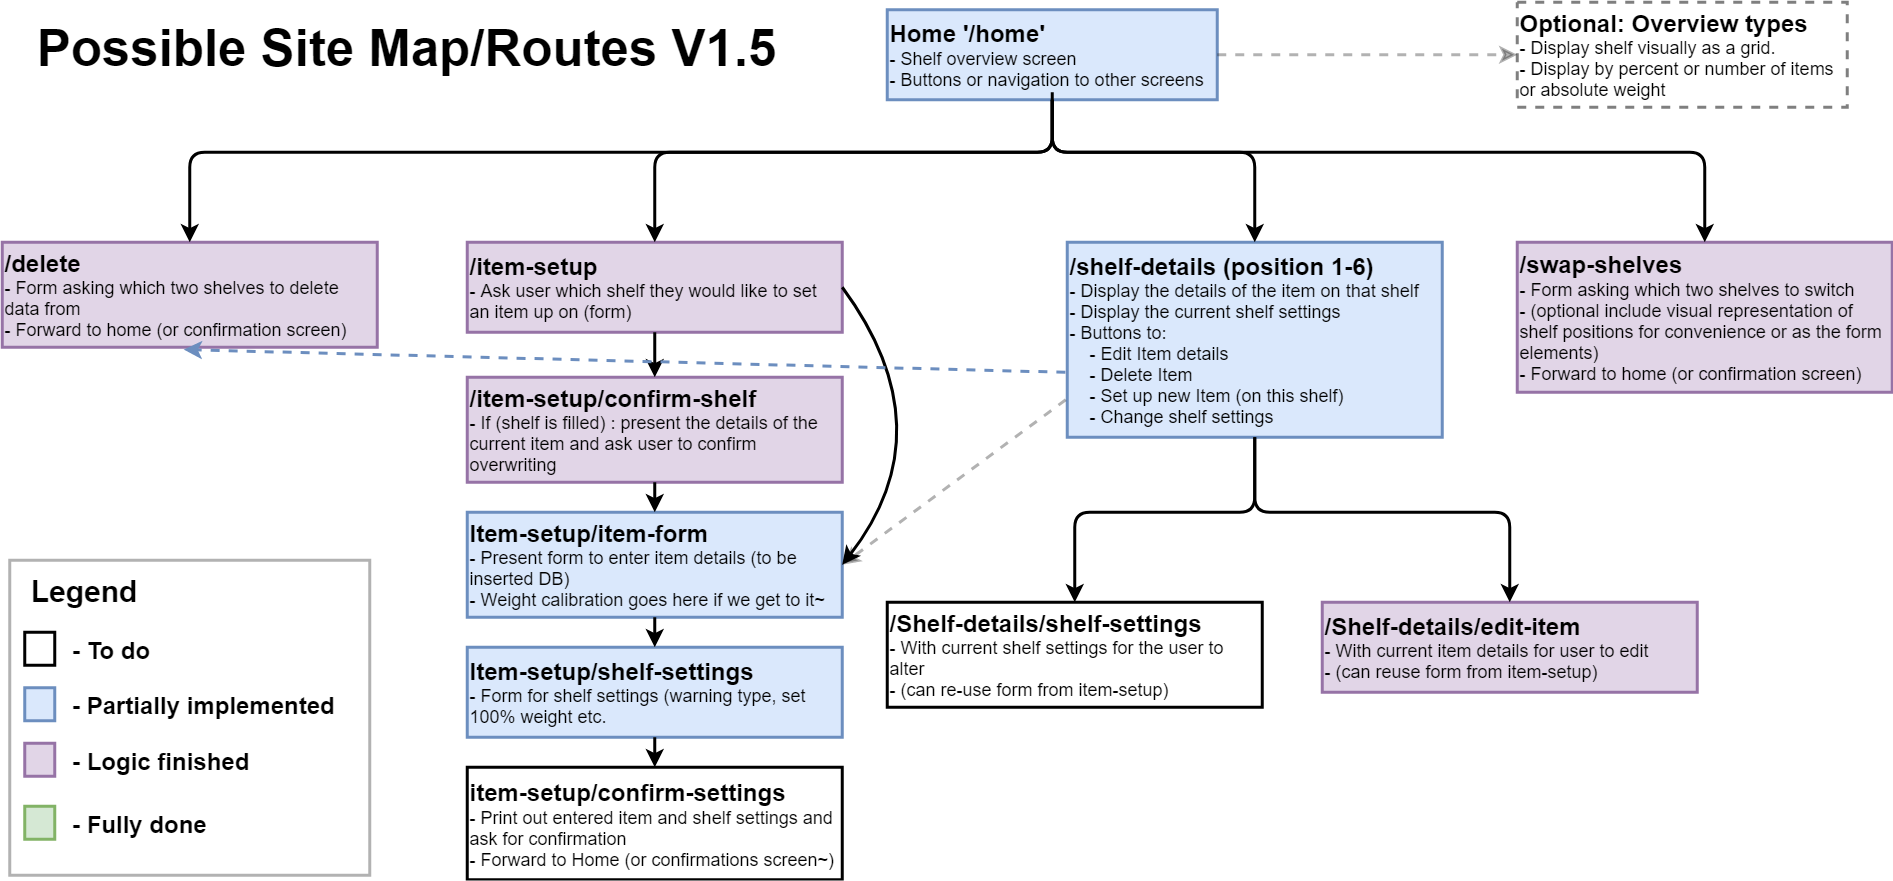 Possible Site Map/Routes V1.5
Home '/home'
- Shelf overview screen
- Buttons or navigation to other screens
Optional: Overview types
- Display shelf visually as a grid.
- Display by percent or number of items
or absolute weight
/delete
- Form asking which two shelves to delete
data from
- Forward to home (or confirmation screen)
/item-setup
- Ask user which shelf they would like to set
an item up on (form)
/shelf-details (position 1-6)
- Display the details of the item on that shelf
- Display the current shelf settings
- Buttons to:
- Edit Item details
- Delete Item
- Set up new Item (on this shelf)
- Change shelf settings
/swap-shelves
- Form asking which two shelves to switch
- (optional include visual representation of
shelf positions for convenience or as the form
elements)
- Forward to home (or confirmation screen)
/item-setup/confirm-shelf
- If (shelf is filled) : present the details of the
current item and ask user to confirm
overwriting
Item-setup/item-form
- Present form to enter item details (to be
inserted DB)
- Weight calibration goes here if we get to it~
Item-setup/shelf-settings
- Form for shelf settings (warning type, set
100% weight etc.
item-setup/confirm-settings
- Print out entered item and shelf settings and
ask for confirmation
- Forward to Home (or confirmations screen~)
/Shelf-details/shelf-settings
- With current shelf settings for the user to
alter
- (can re-use form from item-setup)
/Shelf-details/edit-item
- With current item details for user to edit
- (can reuse form from item-setup)
Legend
- To do
- Partially implemented
- Logic finished
- Fully done